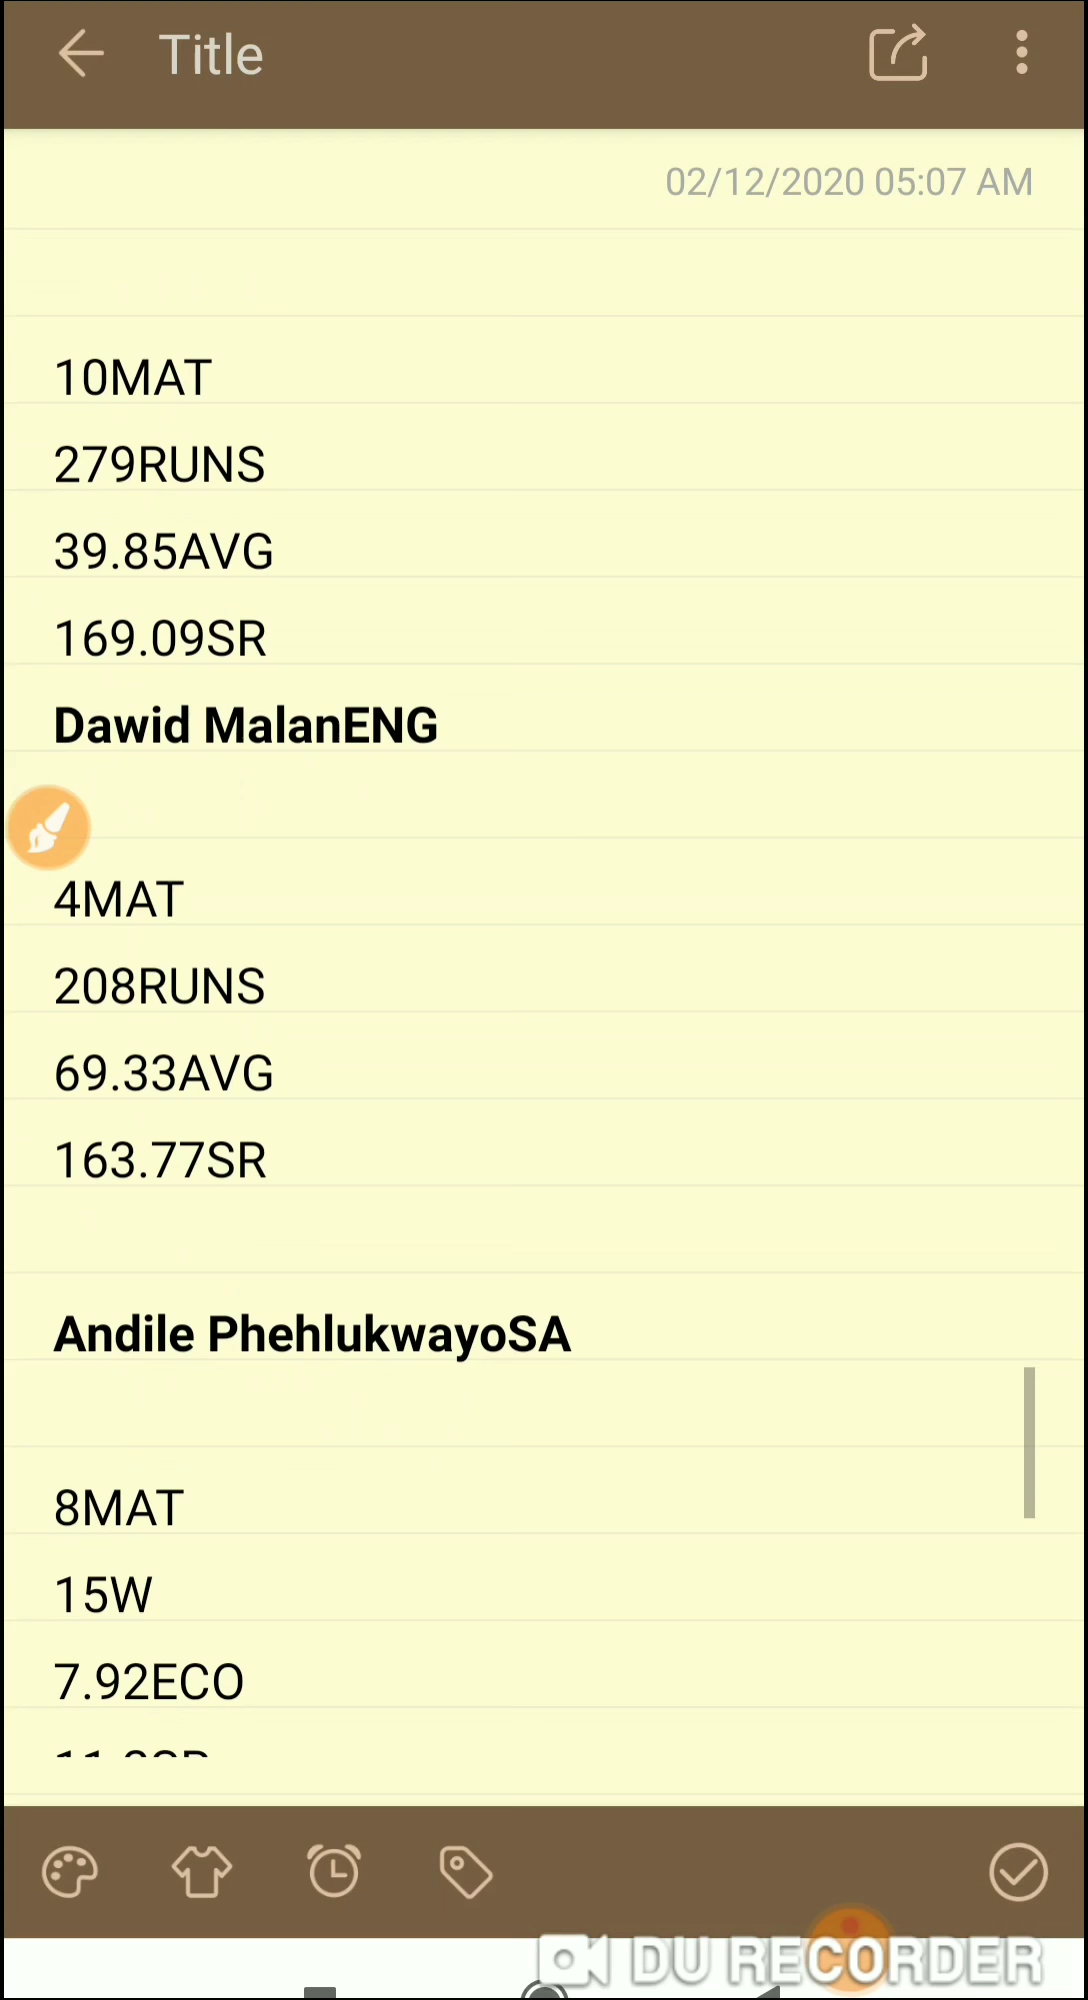 Title
02/12/2020 05:07 AM
10MAT
279RUNS
39.85AVG
169.09SR
Dawid MalanENG
4MAT
208RUNS
69.33AVG
163.77SR
Andile PhehlukwayoSA
8MAT
15W
7.92ECO
DU RECORDER